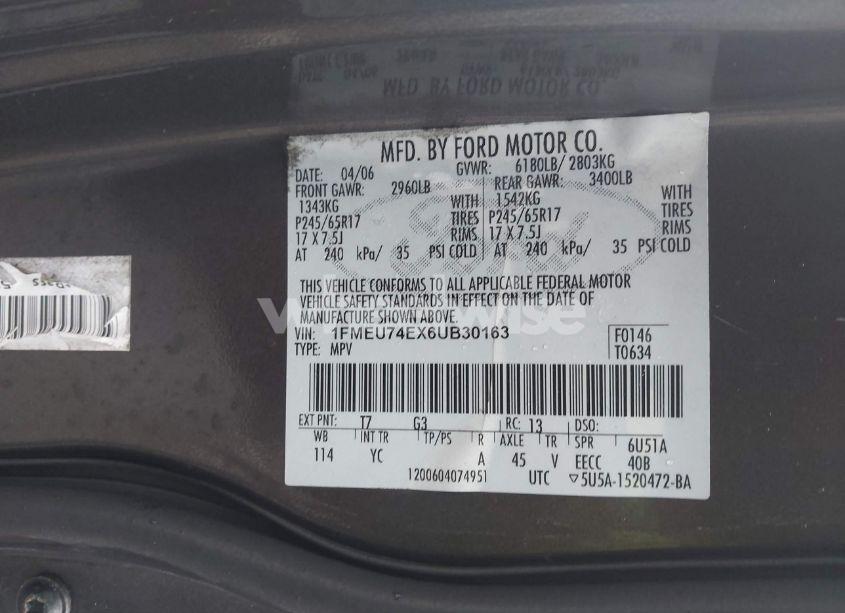 MFD. BY FORD MOTOR CO.
DATE: 04/06 GVWR: 6180LB/ 2803KG
FRONT GAWR: 2960LB REAR GAWR: 3400LB
1343KG WITH 1542KG WITH
P245/65R17 TIRES P245/65R17 TIRES
17 X 7.5J RIMS 17 X 7.5J RIMS
AT 240 kPa/ 35 PSI COLD AT 240 kPa/ 35 PSI COLD
THIS VEHICLE CONFORMS TO ALL APPLICABLE FEDERAL MOTOR
VEHICLE SAFETY STANDARDS IN EFFECT ON THE DATE OF
MANUFACTURE SHOWN ABOVE.
VIN: 1FMEU74EX6UB30163 F0146
TYPE: MPV T0634
EXT PNT: T7 G3 RC: 13 DSO:
WB INT TR TP/PS R AXLE TR SPR 6U51A
114 YC A 45 V EECC 40B
1200604074951 UTC ▽5U5A-1520472-BA